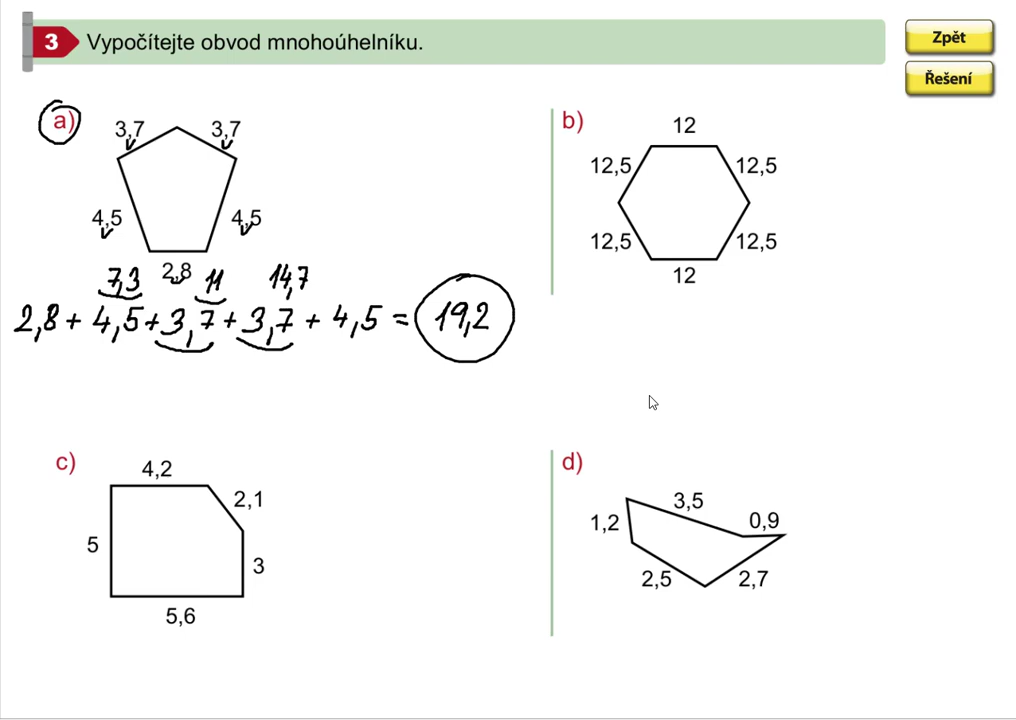 3 Vypočítejte obvod mnohoúhelníku.
Zpět
Řešení
a)
3,7 3,7
4,5 4,5
2,8
7,3 11 14,7
2,8 + 4,5 + 3,7 + 3,7 + 4,5 = 19,2
b)
12
12,5 12,5
12,5 12,5
12
c)
4,2
2,1
5
3
5,6
d)
3,5
1,2 0,9
2,5 2,7